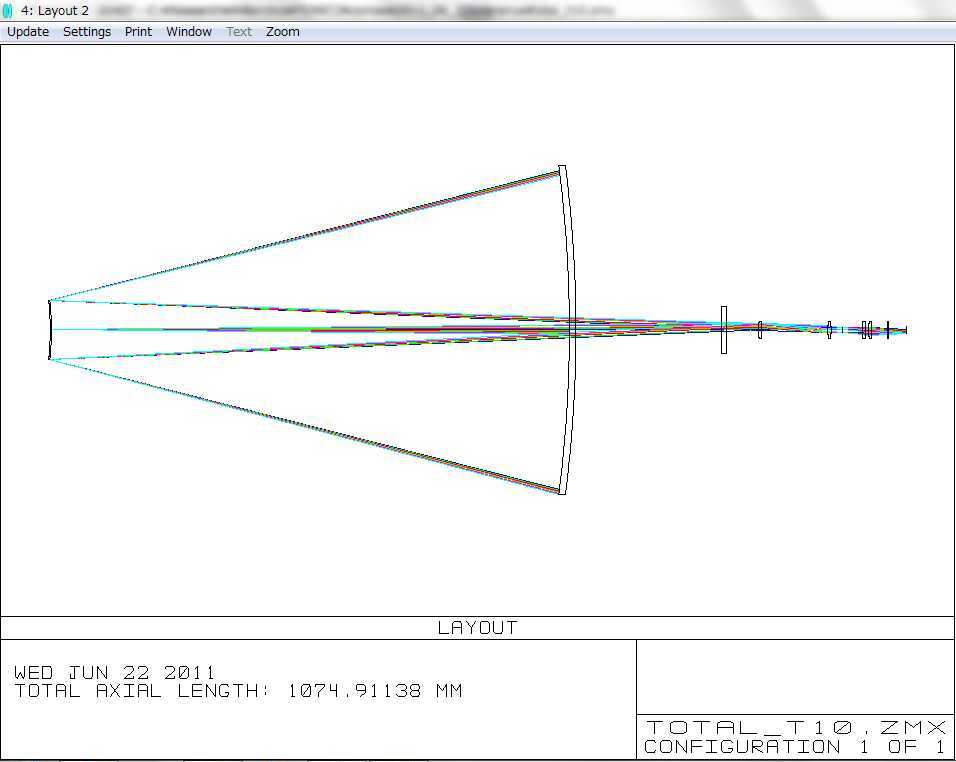 4: Layout 2
Update Settings Print Window Text Zoom
LAYOUT
WED JUN 22 2011
TOTAL AXIAL LENGTH: 1074.91138 MM
TOTAL_T10.ZMX
CONFIGURATION 1 OF 1